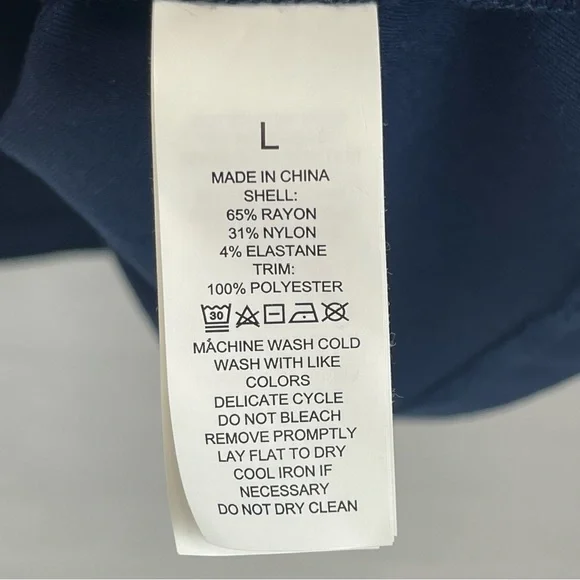 L
MADE IN CHINA
SHELL:
65% RAYON
31% NYLON
4% ELASTANE
TRIM:
100% POLYESTER
30
MACHINE WASH COLD
WASH WITH LIKE
COLORS
DELICATE CYCLE
DO NOT BLEACH
REMOVE PROMPTLY
LAY FLAT TO DRY
COOL IRON IF
NECESSARY
DO NOT DRY CLEAN